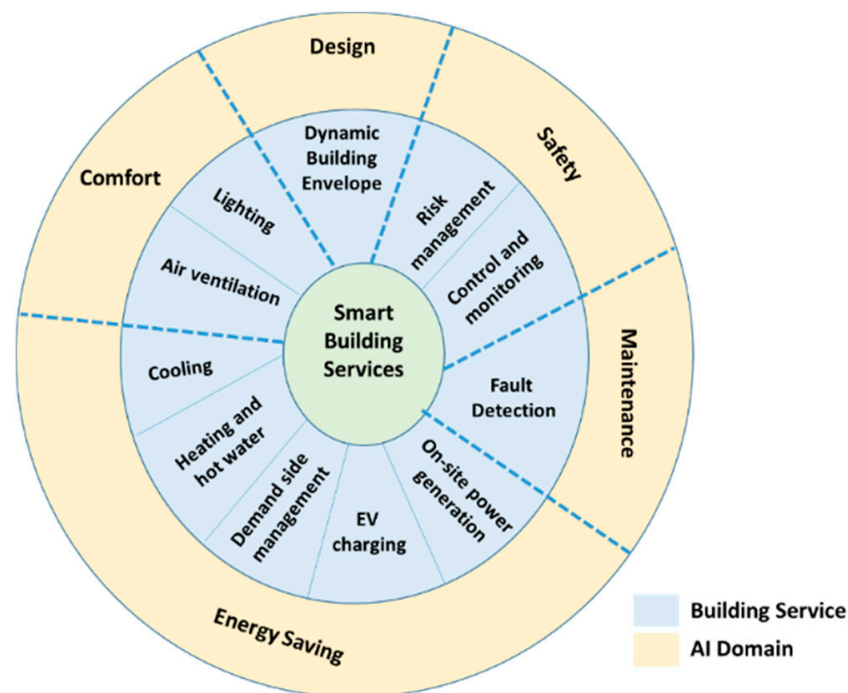 Design
Safety
Maintenance
Energy Saving
Comfort
Dynamic
Building
Envelope
Risk
management
Control and
monitoring
Fault
Detection
On-site power
generation
EV
charging
Demand side
management
Heating and
hot water
Cooling
Air ventilation
Lighting
Smart
Building
Services
Building Service
AI Domain